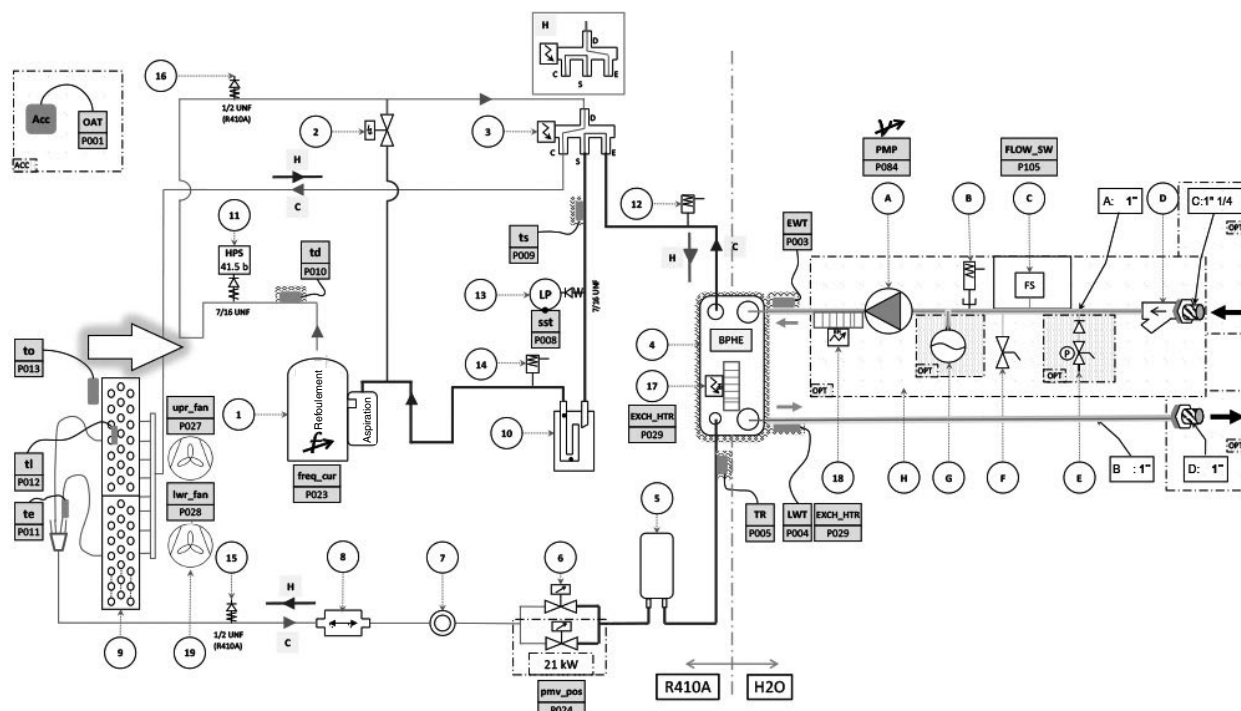 H
D
C
E
S
16
1/2 UNF
(R410A)
Acc
OAT
P001
ACC
2
3
D
C
S
E
PMP
P084
FLOW_SW
P105
H
C
A
B
C
A: 1"
D
C:1" 1/4
OPT
11
12
HPS
41.5 b
td
P010
ts
P009
H
C
EWT
P003
FS
7/16 UNF
13
LP
7/16 UNF
sst
P008
to
P013
4
BPHE
P
OPT
OPT
OPT
14
17
upr_fan
P027
1
Reboulement
Aspiration
10
EXCH_HTR
P029
tl
P012
freq_cur
P023
OPT
lwr_fan
P028
te
P011
18
H
G
F
E
B : 1"
D: 1"
5
TR
P005
LWT
P004
EXCH_HTR
P029
15
8
7
6
H
1/2 UNF
(R410A)
C
9
19
21 kW
R410A
H2O
pmv_pos
P024